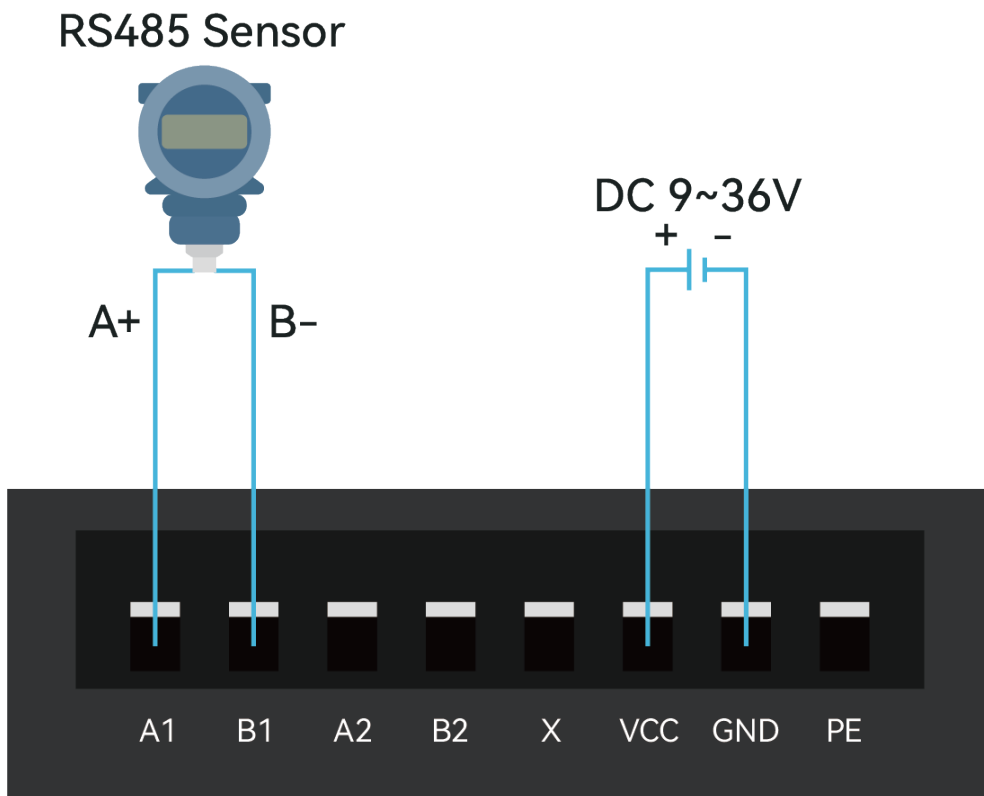 RS485 Sensor
DC 9~36V
+ -
A+ B-
A1 B1 A2 B2 X VCC GND PE